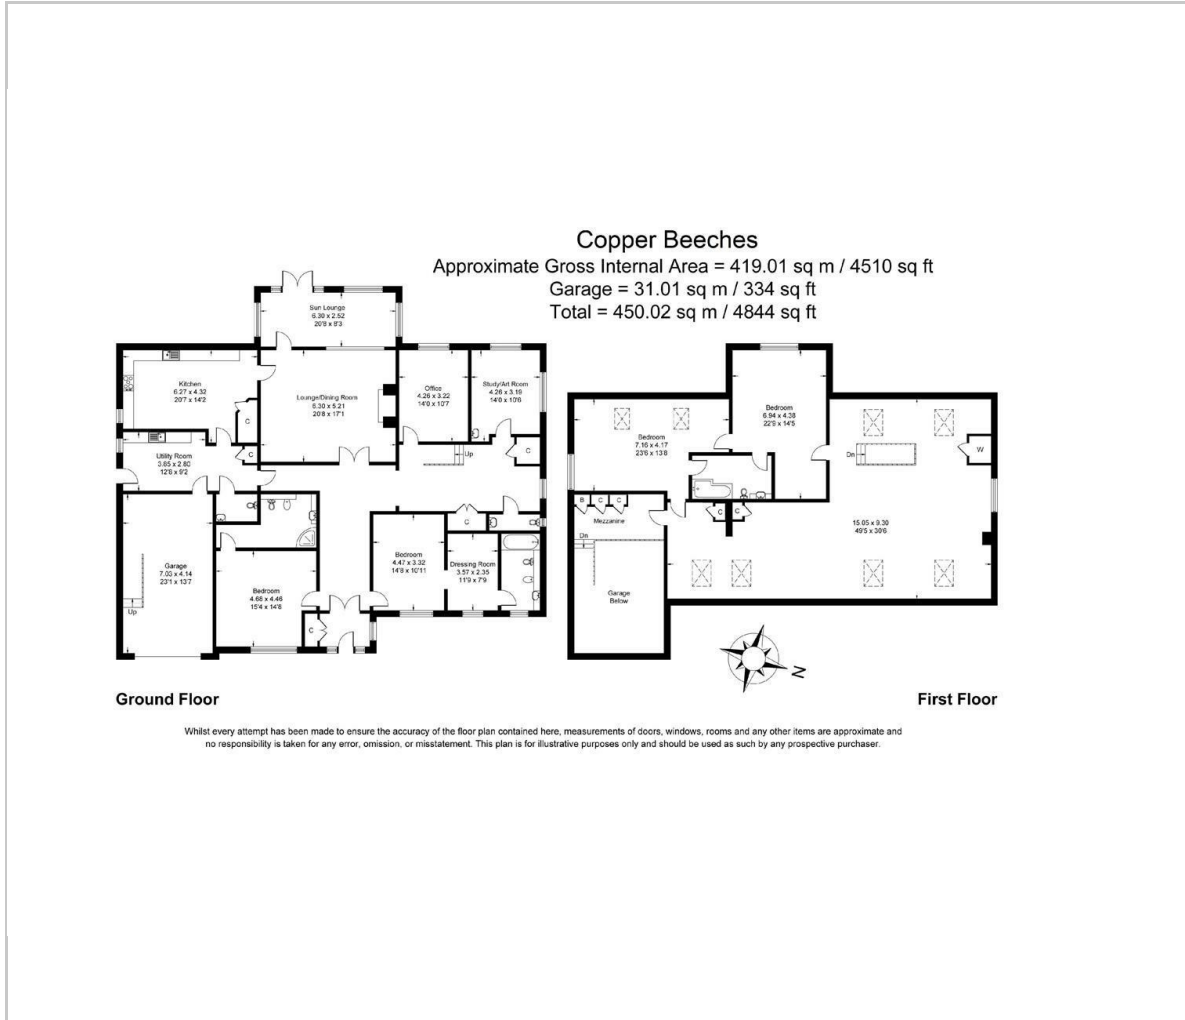 Copper Beeches
Approximate Gross Internal Area = 419.01 sq m / 4510 sq ft
Garage = 31.01 sq m / 334 sq ft
Total = 450.02 sq m / 4844 sq ft
Sun Lounge
6.30 x 2.52
20'8 x 8'3
Kitchen
6.27 x 4.32
20'7 x 14'2
C
Lounge/Dining Room
6.30 x 5.21
20'8 x 17'1
Office
4.26 x 3.22
14'0 x 10'7
Study/Art Room
4.26 x 3.19
14'0 x 10'6
Utility Room
3.85 x 2.80
12'8 x 9'2
C
Up
C
C
Garage
7.03 x 4.14
23'1 x 13'7
Up
Bedroom
4.68 x 4.46
15'4 x 14'8
C
Bedroom
4.47 x 3.32
14'8 x 10'11
Dressing Room
3.57 x 2.35
11'9 x 7'9
Bedroom
6.94 x 4.38
22'9 x 14'5
Bedroom
7.16 x 4.17
23'6 x 13'8
Dn
W
B
C
C
Mezzanine
Dn
C
C
15.05 x 9.30
49'5 x 30'6
Garage
Below
N
Ground Floor
First Floor
Whilst every attempt has been made to ensure the accuracy of the floor plan contained here, measurements of doors, windows, rooms and any other items are approximate and
no responsibility is taken for any error, omission, or misstatement. This plan is for illustrative purposes only and should be used as such by any prospective purchaser.